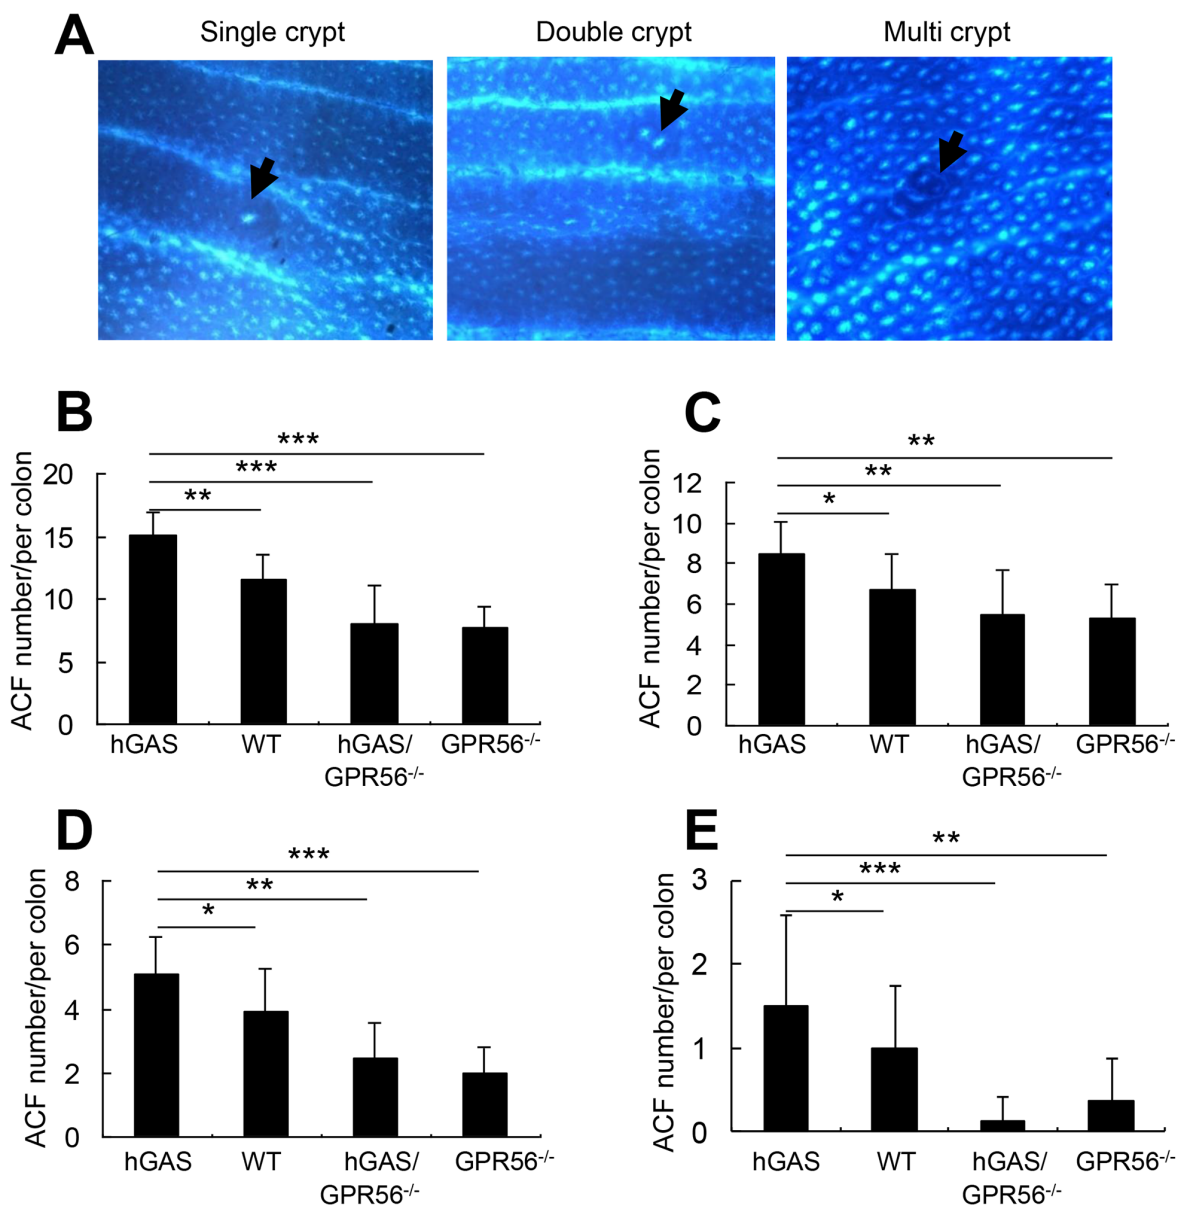 A
Single crypt
Double crypt
Multi crypt
B
ACF number/per colon
20
15
10
5
0
***
***
**
hGAS
WT
hGAS/
GPR56-/-
GPR56-/-
C
ACF number/per colon
12
10
8
6
4
2
0
**
**
*
hGAS
WT
hGAS/
GPR56-/-
GPR56-/-
D
ACF number/per colon
8
6
4
2
0
***
**
*
hGAS
WT
hGAS/
GPR56-/-
GPR56-/-
E
ACF number/per colon
3
2
1
0
**
***
*
hGAS
WT
hGAS/
GPR56-/-
GPR56-/-